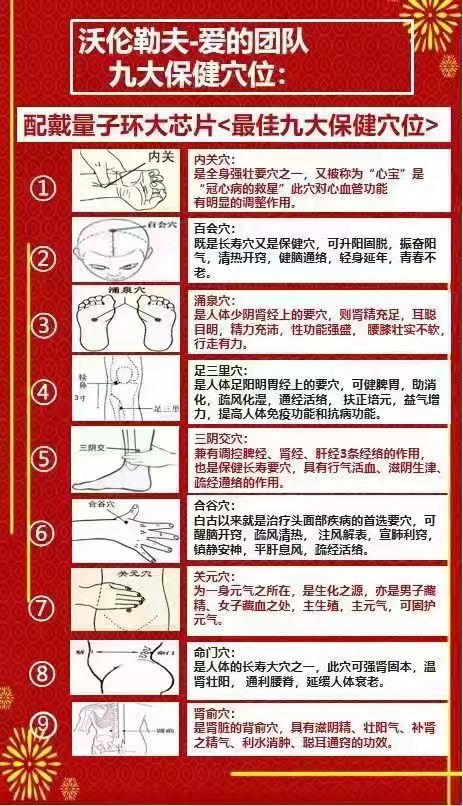 沃伦勒夫-爱的团队
九大保健穴位：
配戴量子环大芯片<最佳九大保健穴位>
①
内关
内关穴：
是全身强壮要穴之一，又被称为“心宝”是
“冠心病的救星”此穴对心血管功能
有明显的调整作用。
②
百会穴
百会穴：
既是长寿穴又是保健穴，可升阳固脱，振奋阳
气，清热开窍，健脑通络，轻身延年，青春不
老。
③
涌泉穴
涌泉穴：
是人体少阴肾经上的要穴，则肾精充足，耳聪
目明，精力充沛，性功能强盛， 腰膝壮实不软，
行走有力。
④
3寸
足三里
足三里穴：
是人体足阳明胃经上的要穴，可健脾胃，助消
化，疏风化湿，通经活络， 扶正培元，益气增
力，提高人体免疫功能和抗病功能。
⑤
三阴交
三阴交穴：
兼有调控脾经、肾经、肝经3条经络的作用，
也是保健长寿要穴，具有行气活血、滋阴生津、
疏经通络的作用。
⑥
合谷穴
合谷穴：
自古以来就是治疗头面部疾病的首选要穴，可
醒脑开窍，疏风清热， 注风解表，宣肺利窍，
镇静安神，平肝息风，疏经活络。
⑦
关元穴
关元穴：
为一身元气之所在，是生化之源，亦是男子藏
精、女子藏血之处，主生殖，主元气，可固护
元气。
⑧
命门
命门穴：
是人体的长寿大穴之一，此穴可强肾固本，温
肾壮阳， 通利腰脊，延缓人体衰老。
⑨
肾俞
肾俞穴：
是肾脏的背俞穴，具有滋阴精、壮阳气、补肾
之精气、利水消肿、聪耳通窍的功效。